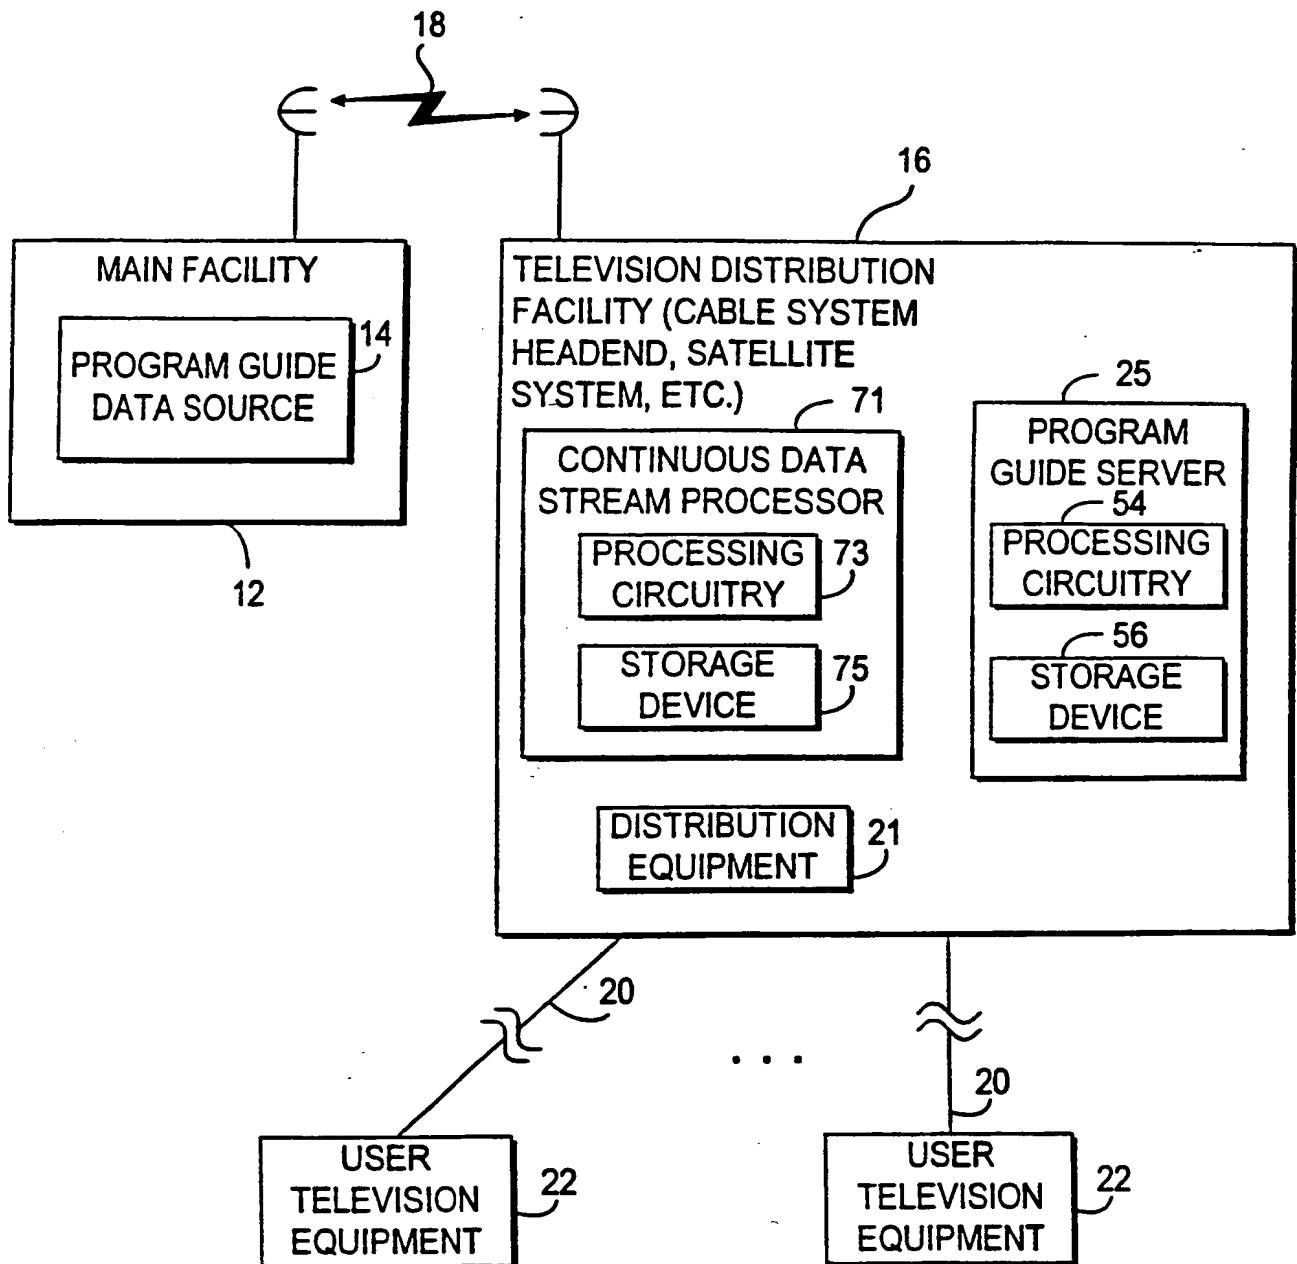 18
16
MAIN FACILITY
14
PROGRAM GUIDE
DATA SOURCE
12
TELEVISION DISTRIBUTION
FACILITY (CABLE SYSTEM
HEADEND, SATELLITE
SYSTEM, ETC.)
71
CONTINUOUS DATA
STREAM PROCESSOR
PROCESSING
CIRCUITRY
73
STORAGE
DEVICE
75
25
PROGRAM
GUIDE SERVER
54
PROCESSING
CIRCUITRY
56
STORAGE
DEVICE
DISTRIBUTION
EQUIPMENT
21
20
. . .
20
USER
TELEVISION
EQUIPMENT
22
USER
TELEVISION
EQUIPMENT
22